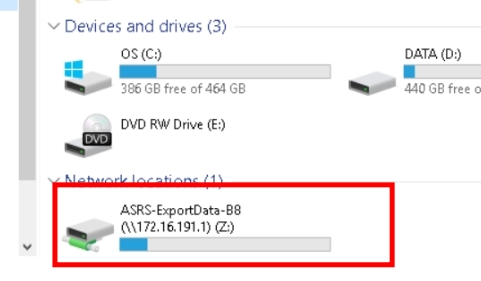 Devices and drives (3)
OS (C:)
386 GB free of 464 GB
DATA (D:)
440 GB free o
DVD RW Drive (E:)
DVD
Network locations (1)
ASRS-ExportData-B8
(\\172.16.191.1) (Z:)